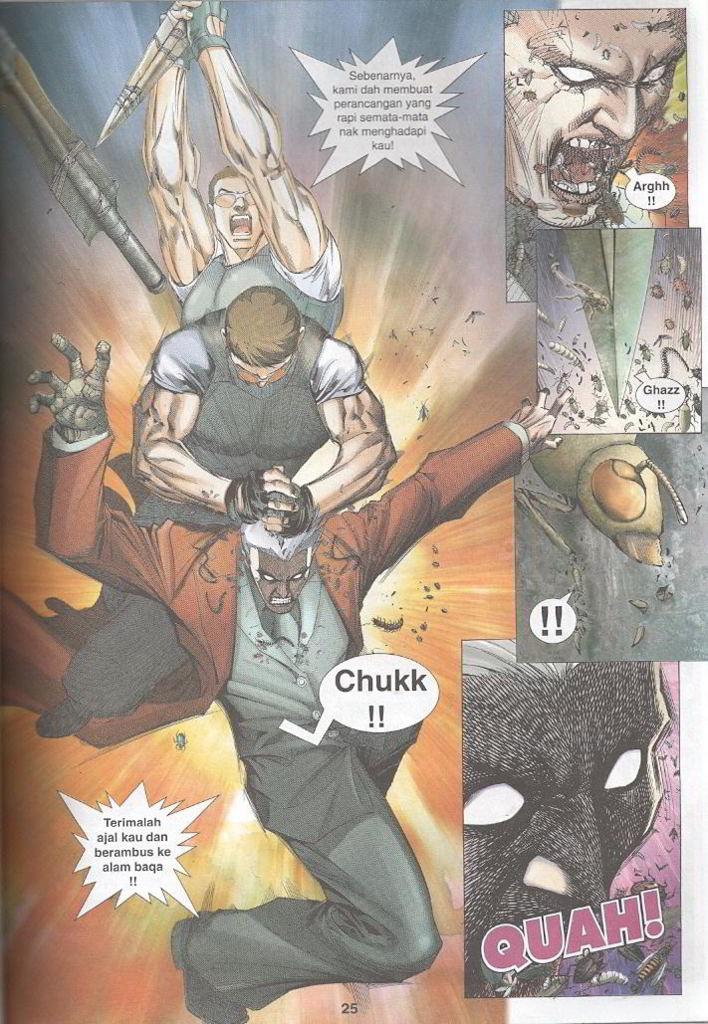 Sebenarnya,
kami dah membuat
perancangan yang
rapi semata-mata
nak menghadapi
kau!
Arghh
!!
Ghazz
!!
!!
Chukk
!!
Terimalah
ajal kau dan
berambus ke
alam baqa
!!
QUAH!
25